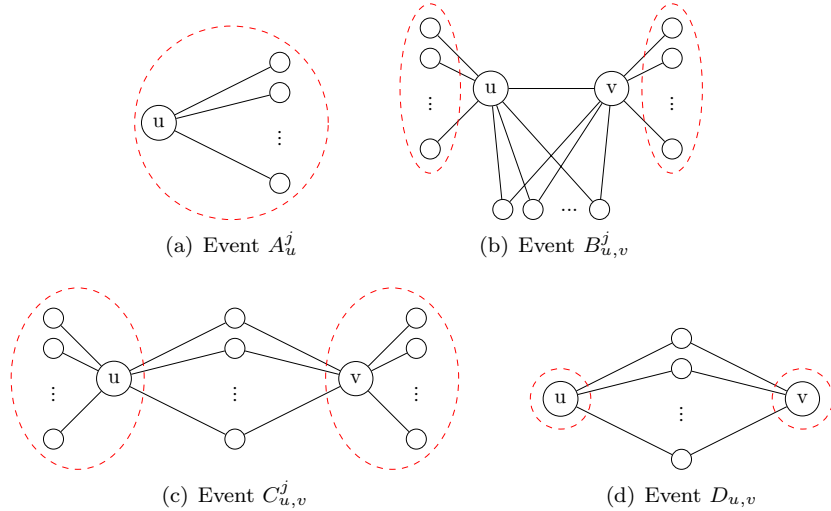 u
⋮
(a) Event $A_u^j$
u
v
⋮
⋮
...
(b) Event $B_{u,v}^j$
u
v
⋮
⋮
⋮
(c) Event $C_{u,v}^j$
u
v
⋮
(d) Event $D_{u,v}$